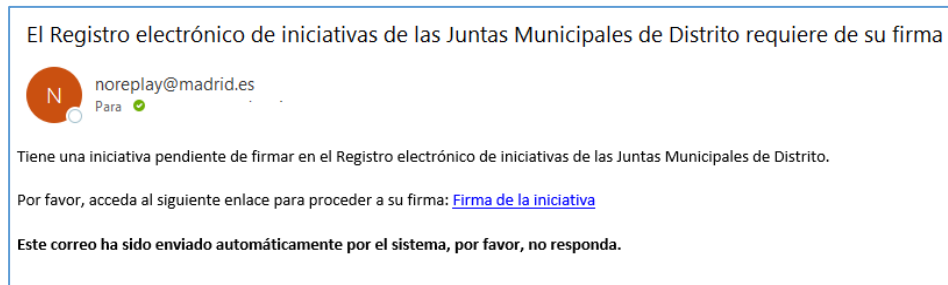 El Registro electrónico de iniciativas de las Juntas Municipales de Distrito requiere de su firma
N
noreplay@madrid.es
Para
Tiene una iniciativa pendiente de firmar en el Registro electrónico de iniciativas de las Juntas Municipales de Distrito.
Por favor, acceda al siguiente enlace para proceder a su firma: Firma de la iniciativa
Este correo ha sido enviado automáticamente por el sistema, por favor, no responda.